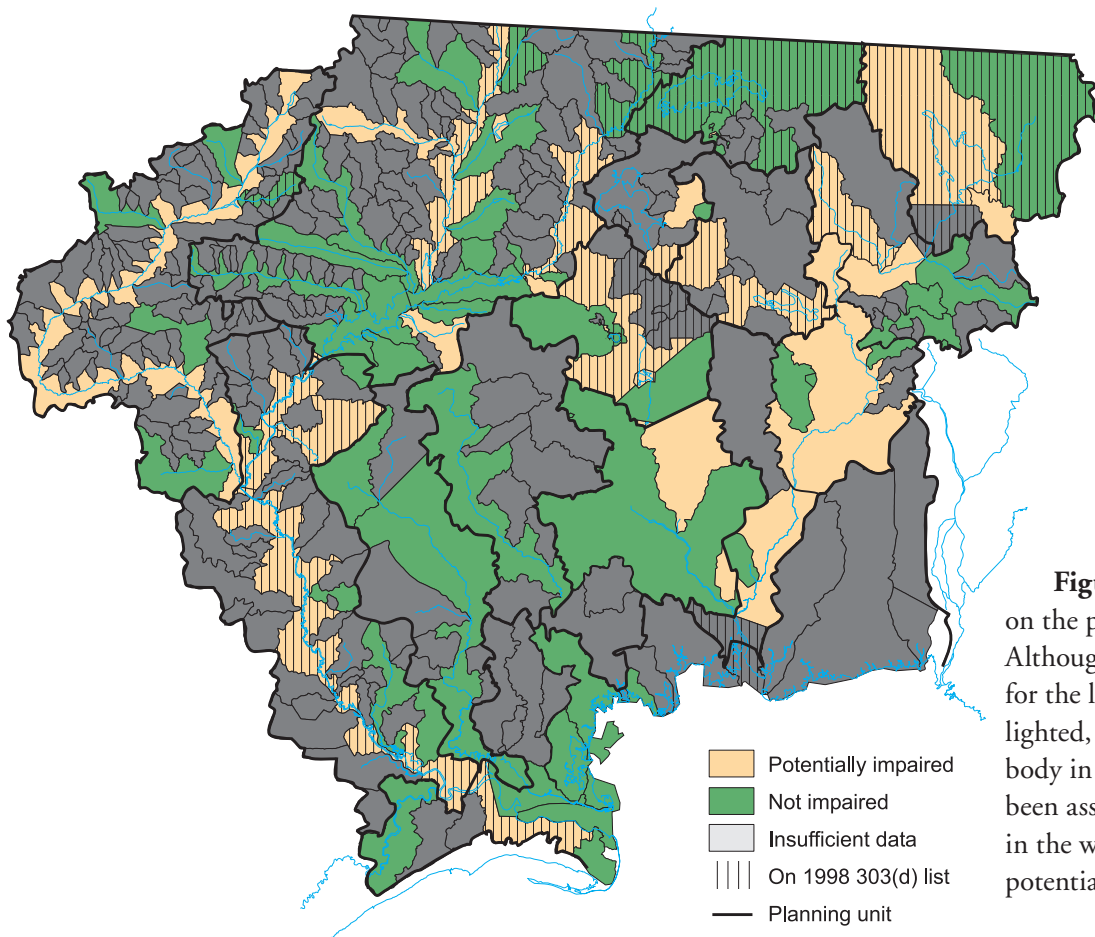 Figu
on the p
Althoug
for the l
lighted,
body in
been ass
in the w
potentia
Potentially impaired
Not impaired
Insufficient data
On 1998 303(d) list
Planning unit